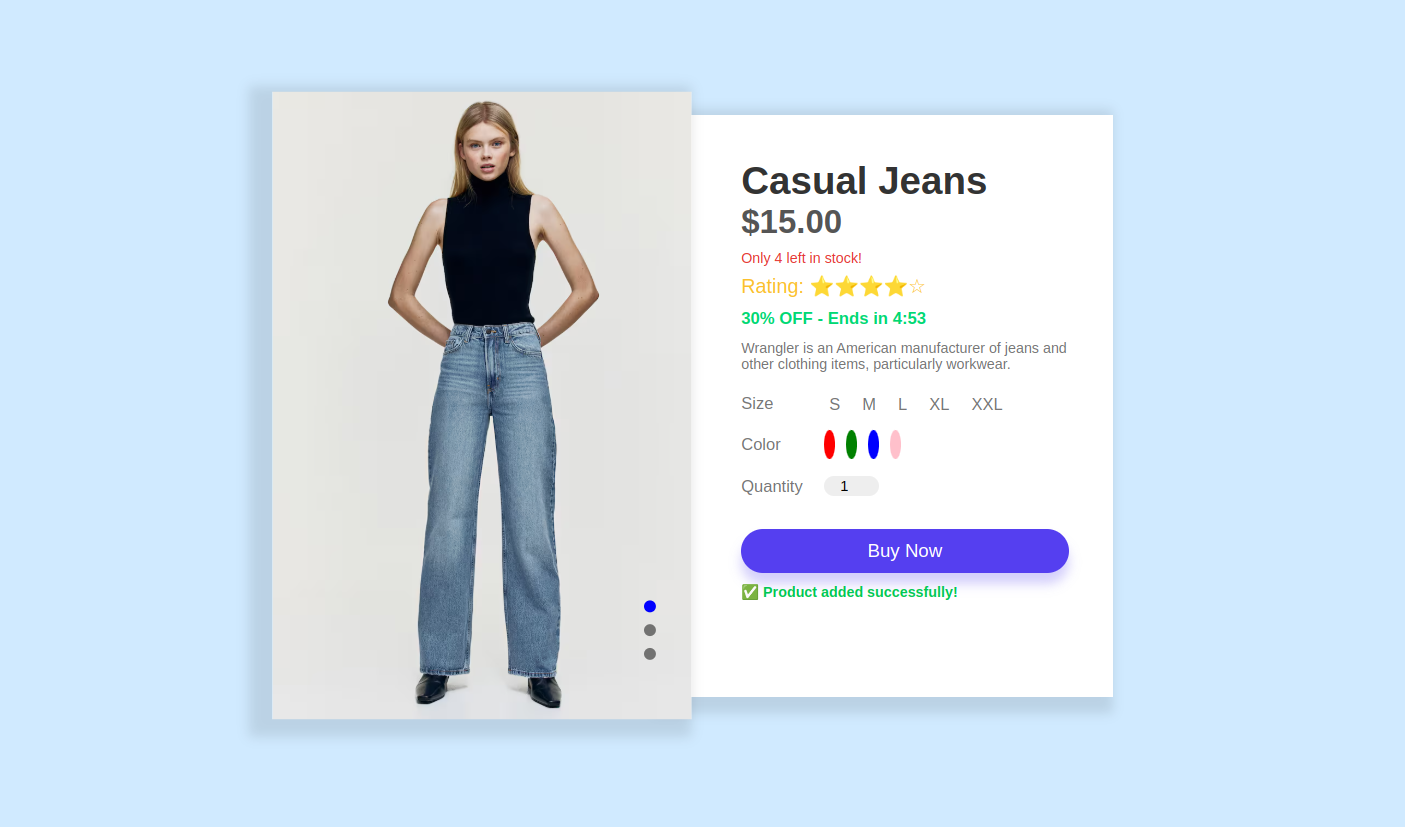 Casual Jeans
$15.00
Only 4 left in stock!
Rating: ⭐⭐⭐⭐☆
30% OFF - Ends in 4:53
Wrangler is an American manufacturer of jeans and
other clothing items, particularly workwear.
Size S M L XL XXL
Color
Quantity 1
Buy Now
✅ Product added successfully!